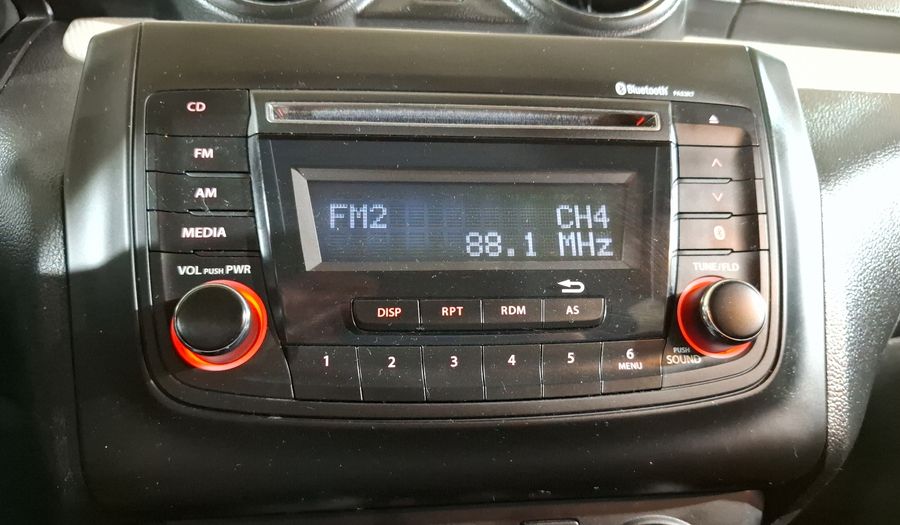 Bluetooth
CD
FM
AM
MEDIA
VOL PUSH PWR
FM2 CH4
88.1 MHz
TUNE/FLD
DISP RPT RDM AS
1 2 3 4 5 6
MENU
PUSH
SOUND